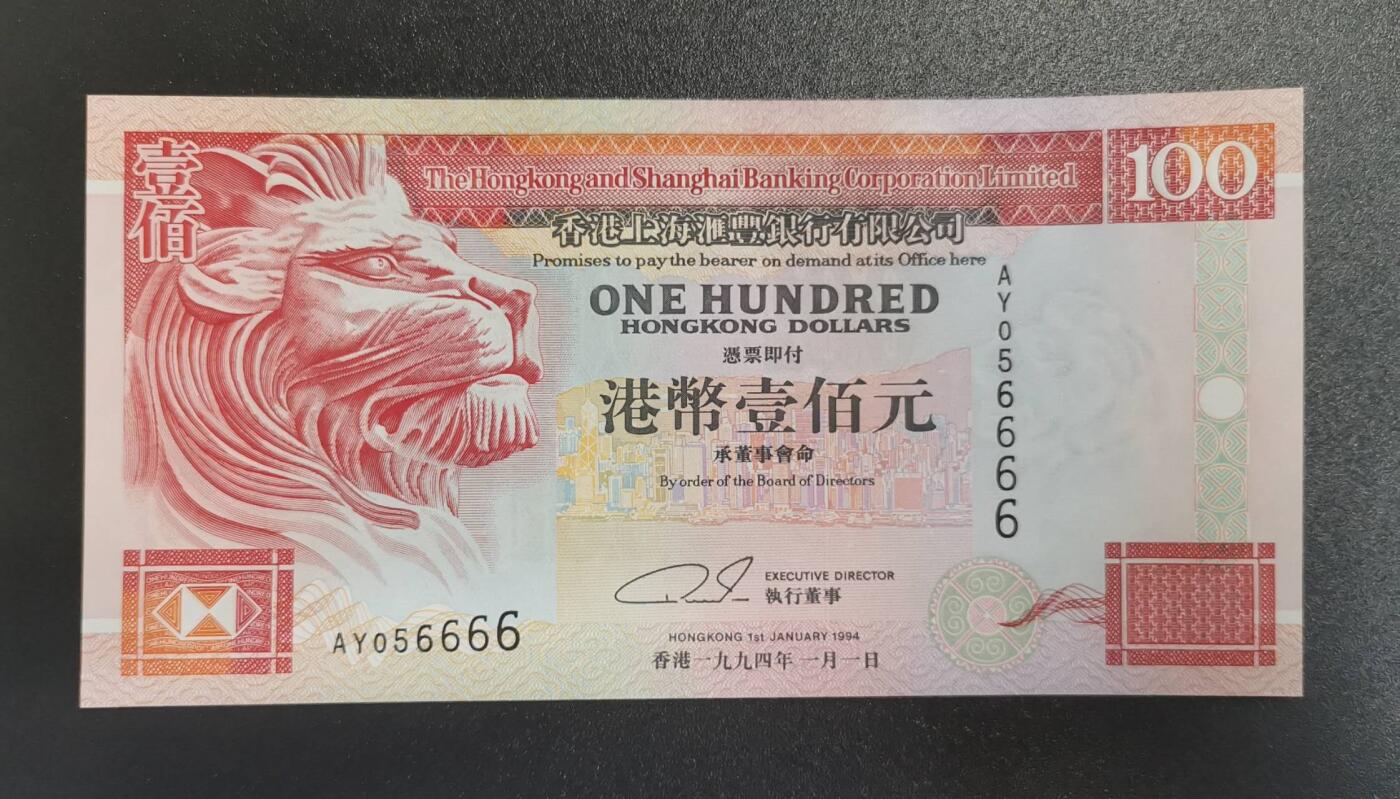 壹佰
The Hongkong and Shanghai Banking Corporation Limited
100
香港上海滙豐銀行有限公司
Promises to pay the bearer on demand at its Office here
AY056666
ONE HUNDRED
HONGKONG DOLLARS
憑票即付
港幣壹佰元
承董事會命
By order of the Board of Directors
EXECUTIVE DIRECTOR
執行董事
AY056666
HONGKONG 1st JANUARY 1994
香港一九九四年一月一日